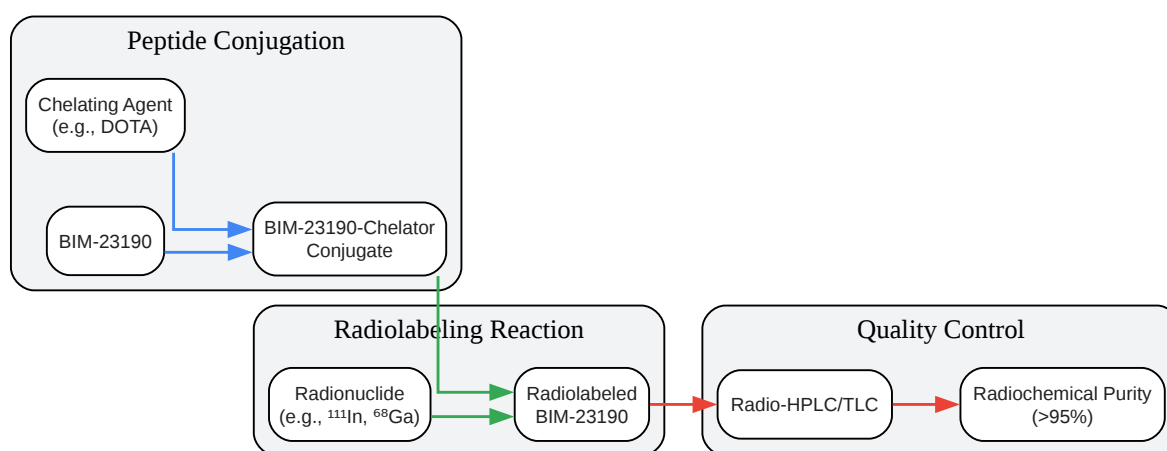 Peptide Conjugation
Chelating Agent
(e.g., DOTA)
BIM-23190
BIM-23190-Chelator
Conjugate
Radiolabeling Reaction
Radionuclide
(e.g., ¹¹¹In, ⁶⁸Ga)
Radiolabeled
BIM-23190
Quality Control
Radio-HPLC/TLC
Radiochemical Purity
(>95%)